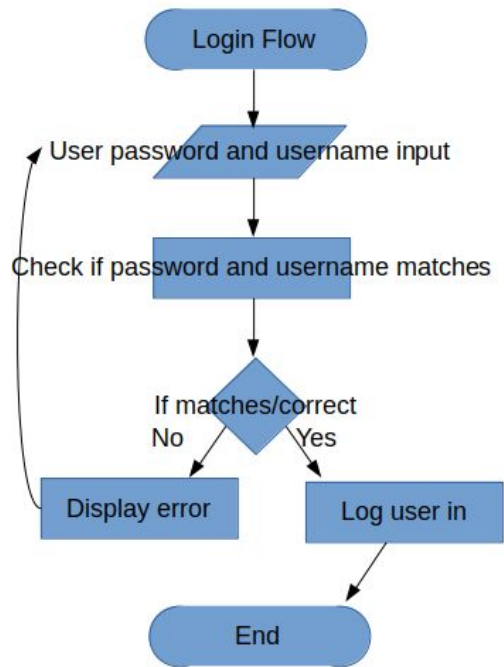 Login Flow
User password and username input
Check if password and username matches
If matches/correct
No
Yes
Display error
Log user in
End